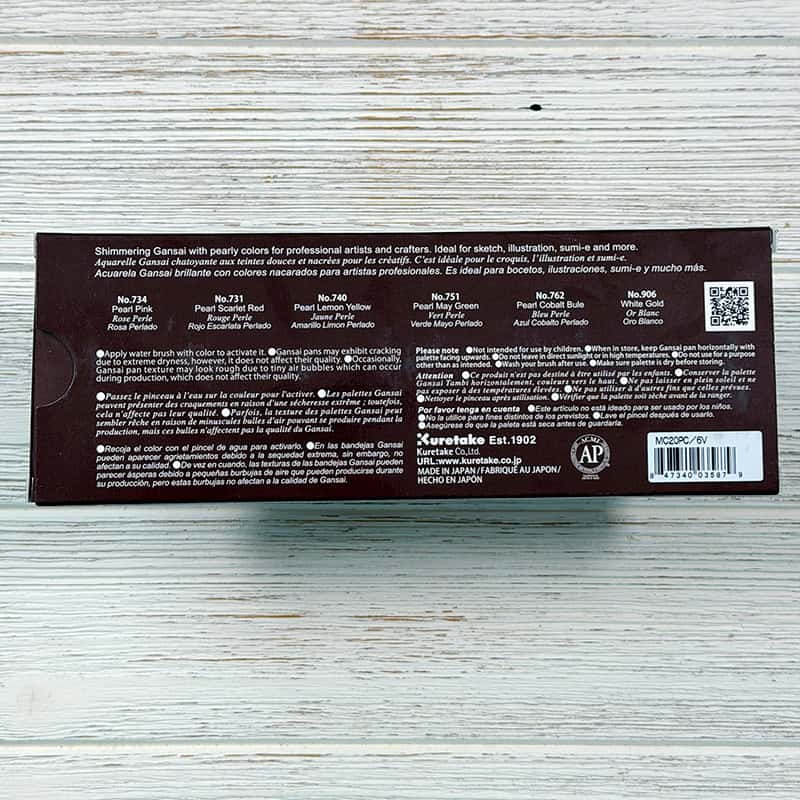 Shimmering Gansai with pearly colors for professional artists and crafters. Ideal for sketch, illustration, sumi-e and more.
Aquarelle Gansai chatoyante aux teintes douces et nacrées pour les créatifs. C'est idéale pour le croquis, l'illustration et sumi-e.
Acuarela Gansai brillante con colores nacarados para artistas profesionales. Es ideal para bocetos, ilustraciones, sumi-e y mucho más.
No.734
Pearl Pink
Rose Perle
Rosa Perlado
No.731
Pearl Scarlet Red
Rouge Perle
Rojo Escarlata Perlado
No.740
Pearl Lemon Yellow
Jaune Perle
Amarillo Limon Perlado
No.751
Pearl May Green
Vert Perle
Verde Mayo Perlado
No.762
Pearl Cobalt Bule
Bleu Perle
Azul Cobalto Perlado
No.906
White Gold
Or Blanc
Oro Blanco
●Apply water brush with color to activate it. ●Gansai pans may exhibit cracking
due to extreme dryness, however, it does not affect their quality. ●Occasionally,
Gansai pan texture may look rough due to tiny air bubbles which can occur
during production, which does not affect their quality.
●Passez le pinceau à l'eau sur la couleur pour l'activer. ●Les palettes Gansai
peuvent présenter des craquements en raison d'une sécheresse extrême ; toutefois,
cela n'affecte pas leur qualité. ●Parfois, la texture des palettes Gansai peut
sembler rêche en raison de minuscules bulles d'air pouvant se produire pendant la
production, mais ces bulles n'affectent pas la qualité du Gansai.
●Recoja el color con el pincel de agua para activarlo. ●En las bandejas Gansai
pueden aparecer agrietamientos debido a la sequedad extrema, sin embargo, no
afectan a su calidad. ●De vez en cuando, las texturas de las bandejas Gansai pueden
parecer ásperas debido a pequeñas burbujas de aire que pueden producirse durante
su producción, pero estas burbujas no afectan a la calidad de Gansai.
Please note ●Not intended for use by children. ●When in store, keep Gansai pan horizontally with
palette facing upwards. ●Do not leave in direct sunlight or in high temperatures. ●Do not use for a purpose
other than as intended. ●Wash your brush after use. ●Make sure palette is dry before storing.
Attention ●Ce produit n'est pas destiné à être utilisé par les enfants. ●Conserver la palette
Gansai Tambi horizontalement, couleurs vers le haut. ●Ne pas laisser en plein soleil et ne
pas exposer à des températures élevées. ●Ne pas utiliser à d'autres fins que celles prévues.
●Nettoyer le pinceau après utilisation. ●Vérifier que la palette soit sèche avant de la ranger.
Por favor tenga en cuenta ●Este artículo no está ideado para ser usado por los niños.
●No la utilice para fines distintos de los previstos. ●Lave el pincel después de usarlo.
●Asegúrese de que la paleta está seca antes de guardarla.
Kuretake Est.1902
Kuretake Co,Ltd.
URL:www.kuretake.co.jp
MADE IN JAPAN/FABRIQUÉ AU JAPON/
HECHO EN JAPÓN
ACMI
AP
MC20PC/6V
8 47340 03587 9